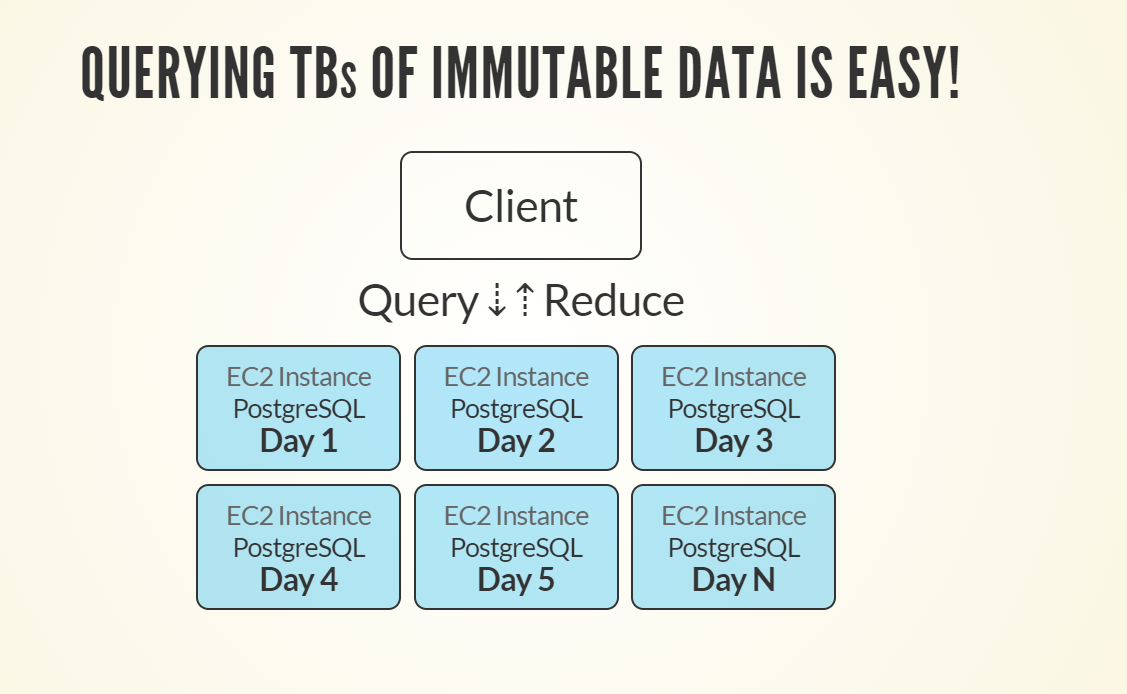 QUERYING TBs OF IMMUTABLE DATA IS EASY!
Client
Query ⇣⇡ Reduce
EC2 Instance
PostgreSQL
Day 1
EC2 Instance
PostgreSQL
Day 2
EC2 Instance
PostgreSQL
Day 3
EC2 Instance
PostgreSQL
Day 4
EC2 Instance
PostgreSQL
Day 5
EC2 Instance
PostgreSQL
Day N